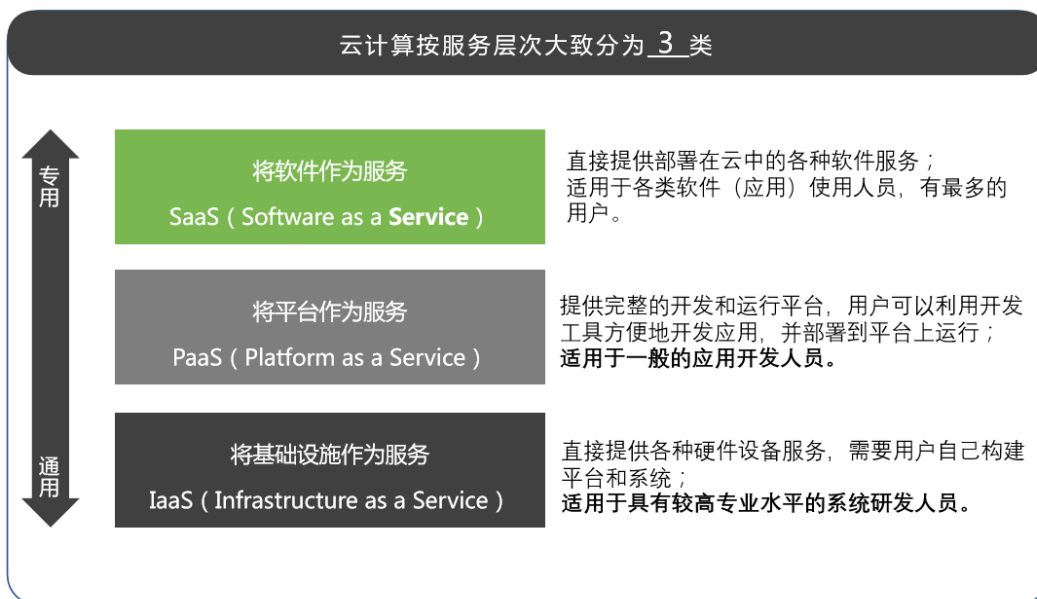 云计算按服务层次大致分为 3 类
专用
将软件作为服务
SaaS（Software as a Service）
直接提供部署在云中的各种软件服务；
适用于各类软件（应用）使用人员，有最多的
用户。
将平台作为服务
PaaS（Platform as a Service）
提供完整的开发和运行平台，用户可以利用开发
工具方便地开发应用，并部署到平台上运行；
适用于一般的应用开发人员。
通用
将基础设施作为服务
IaaS（Infrastructure as a Service）
直接提供各种硬件设备服务，需要用户自己构建
平台和系统；
适用于具有较高专业水平的系统研发人员。